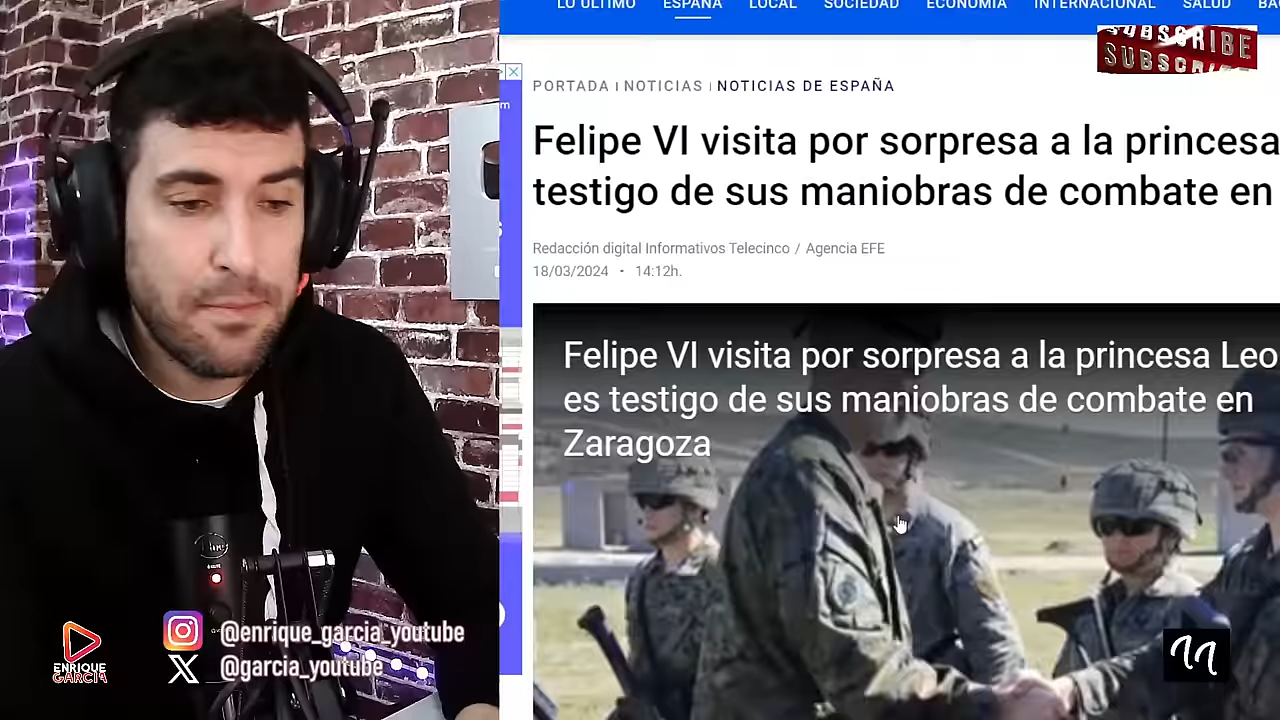 LO ÚLTIMO ESPAÑA LOCAL SOCIEDAD ECONOMÍA INTERNACIONAL SALUD
SUBSCRIBE
SUBSCRIBE
PORTADA | NOTICIAS | NOTICIAS DE ESPAÑA
Felipe VI visita por sorpresa a la princesa
testigo de sus maniobras de combate en
Redacción digital Informativos Telecinco / Agencia EFE
18/03/2024 • 14:12h.
Felipe VI visita por sorpresa a la princesa Leo
es testigo de sus maniobras de combate en
Zaragoza
@enrique_garcia_youtube
@garcia_youtube
ENRIQUE
GARCIA